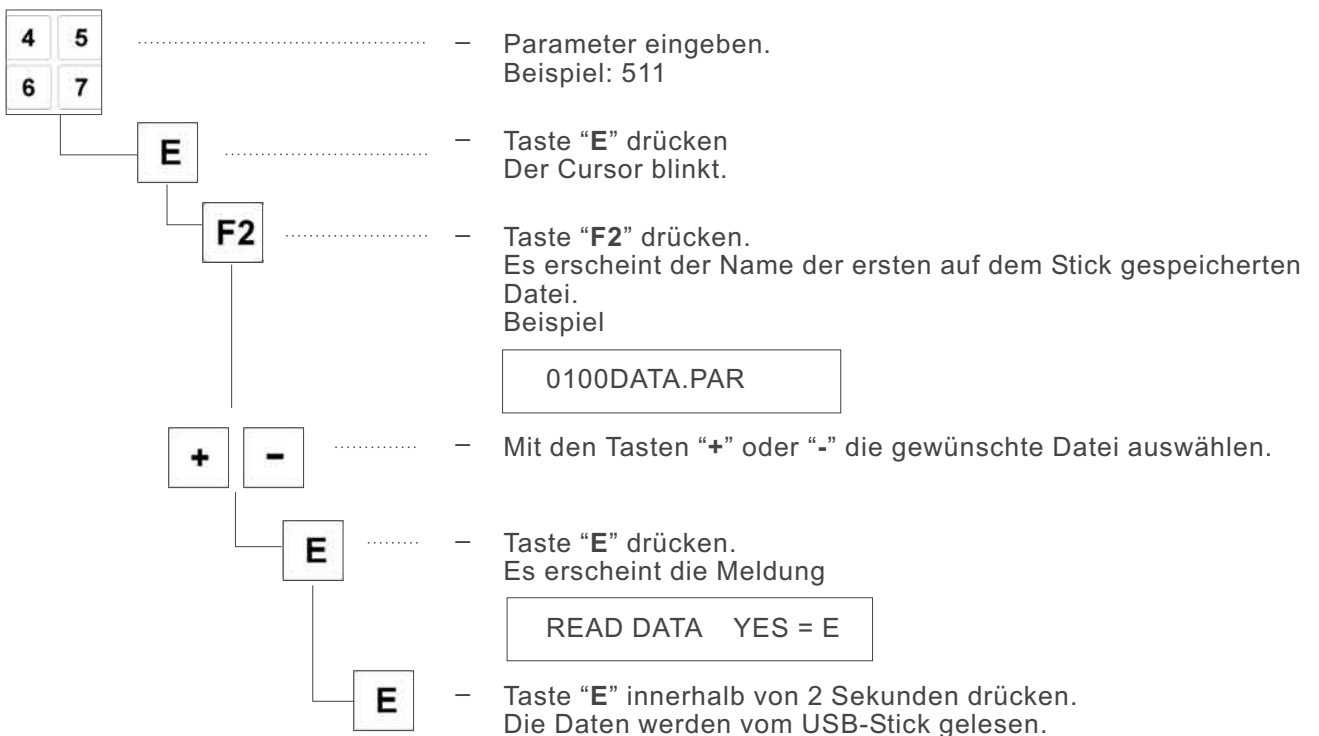 4 5
6 7
– Parameter eingeben.
Beispiel: 511
E
– Taste “E” drücken
Der Cursor blinkt.
F2
– Taste “F2” drücken.
Es erscheint der Name der ersten auf dem Stick gespeicherten
Datei.
Beispiel
0100DATA.PAR
+ -
– Mit den Tasten “+” oder “-” die gewünschte Datei auswählen.
E
– Taste “E” drücken.
Es erscheint die Meldung
READ DATA YES = E
E
– Taste “E” innerhalb von 2 Sekunden drücken.
Die Daten werden vom USB-Stick gelesen.